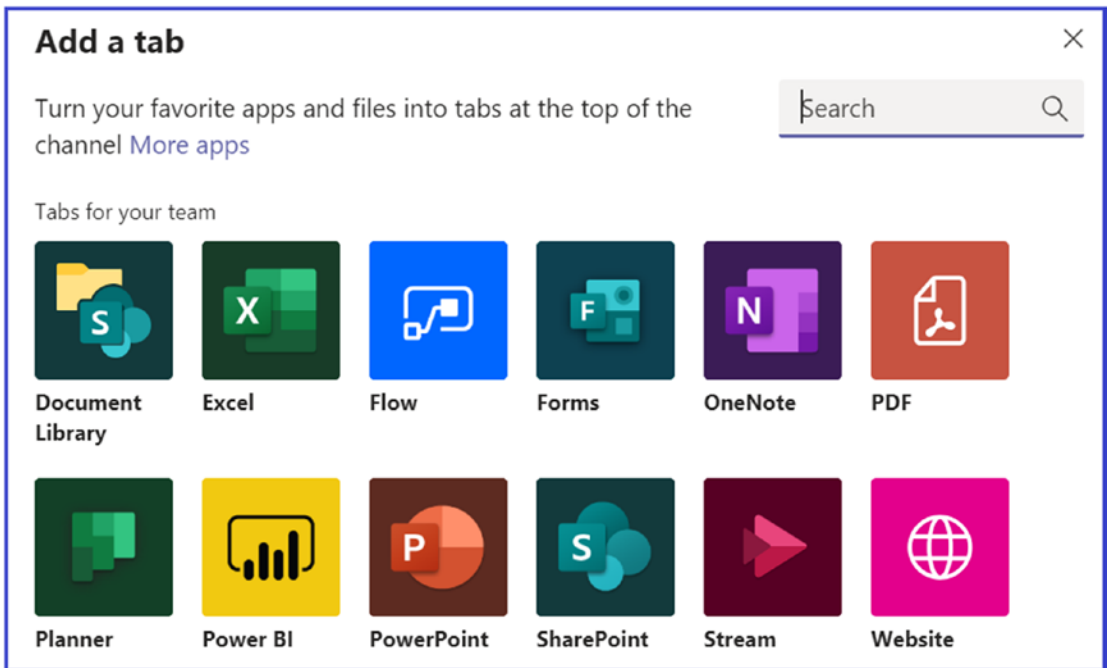 Add a tab
Turn your favorite apps and files into tabs at the top of the
channel More apps
Search
Tabs for your team
S
X
F
N
Document
Library
Excel
Flow
Forms
OneNote
PDF
P
S
Planner
Power BI
PowerPoint
SharePoint
Stream
Website